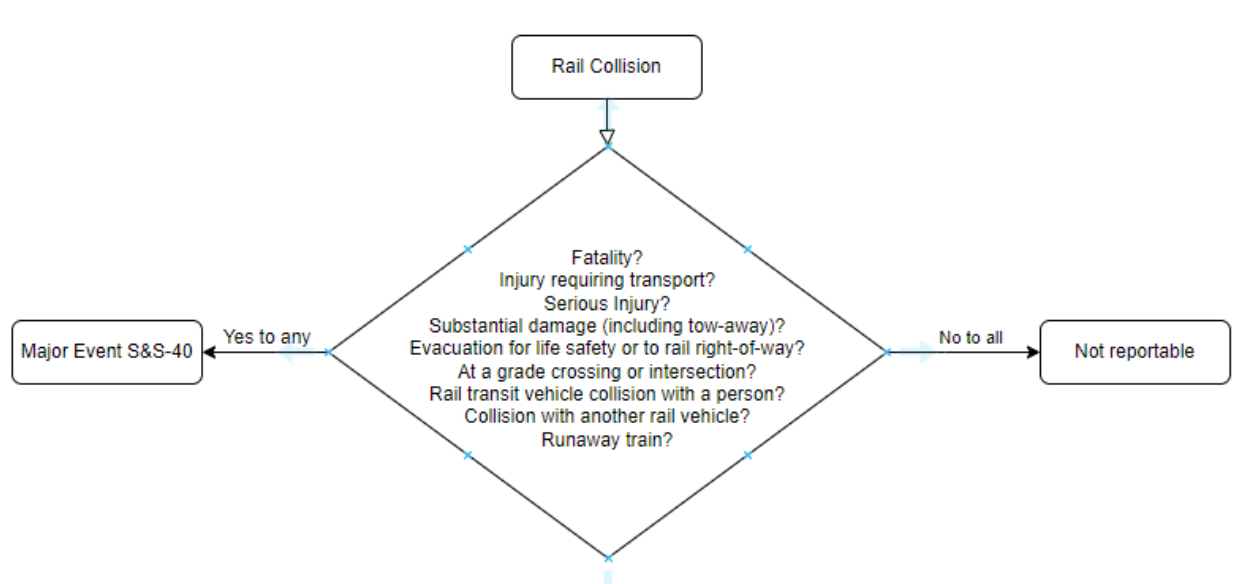 Rail Collision
Fatality?
Injury requiring transport?
Serious Injury?
Substantial damage (including tow-away)?
Evacuation for life safety or to rail right-of-way?
At a grade crossing or intersection?
Rail transit vehicle collision with a person?
Collision with another rail vehicle?
Runaway train?
Yes to any
Major Event S&S-40
No to all
Not reportable